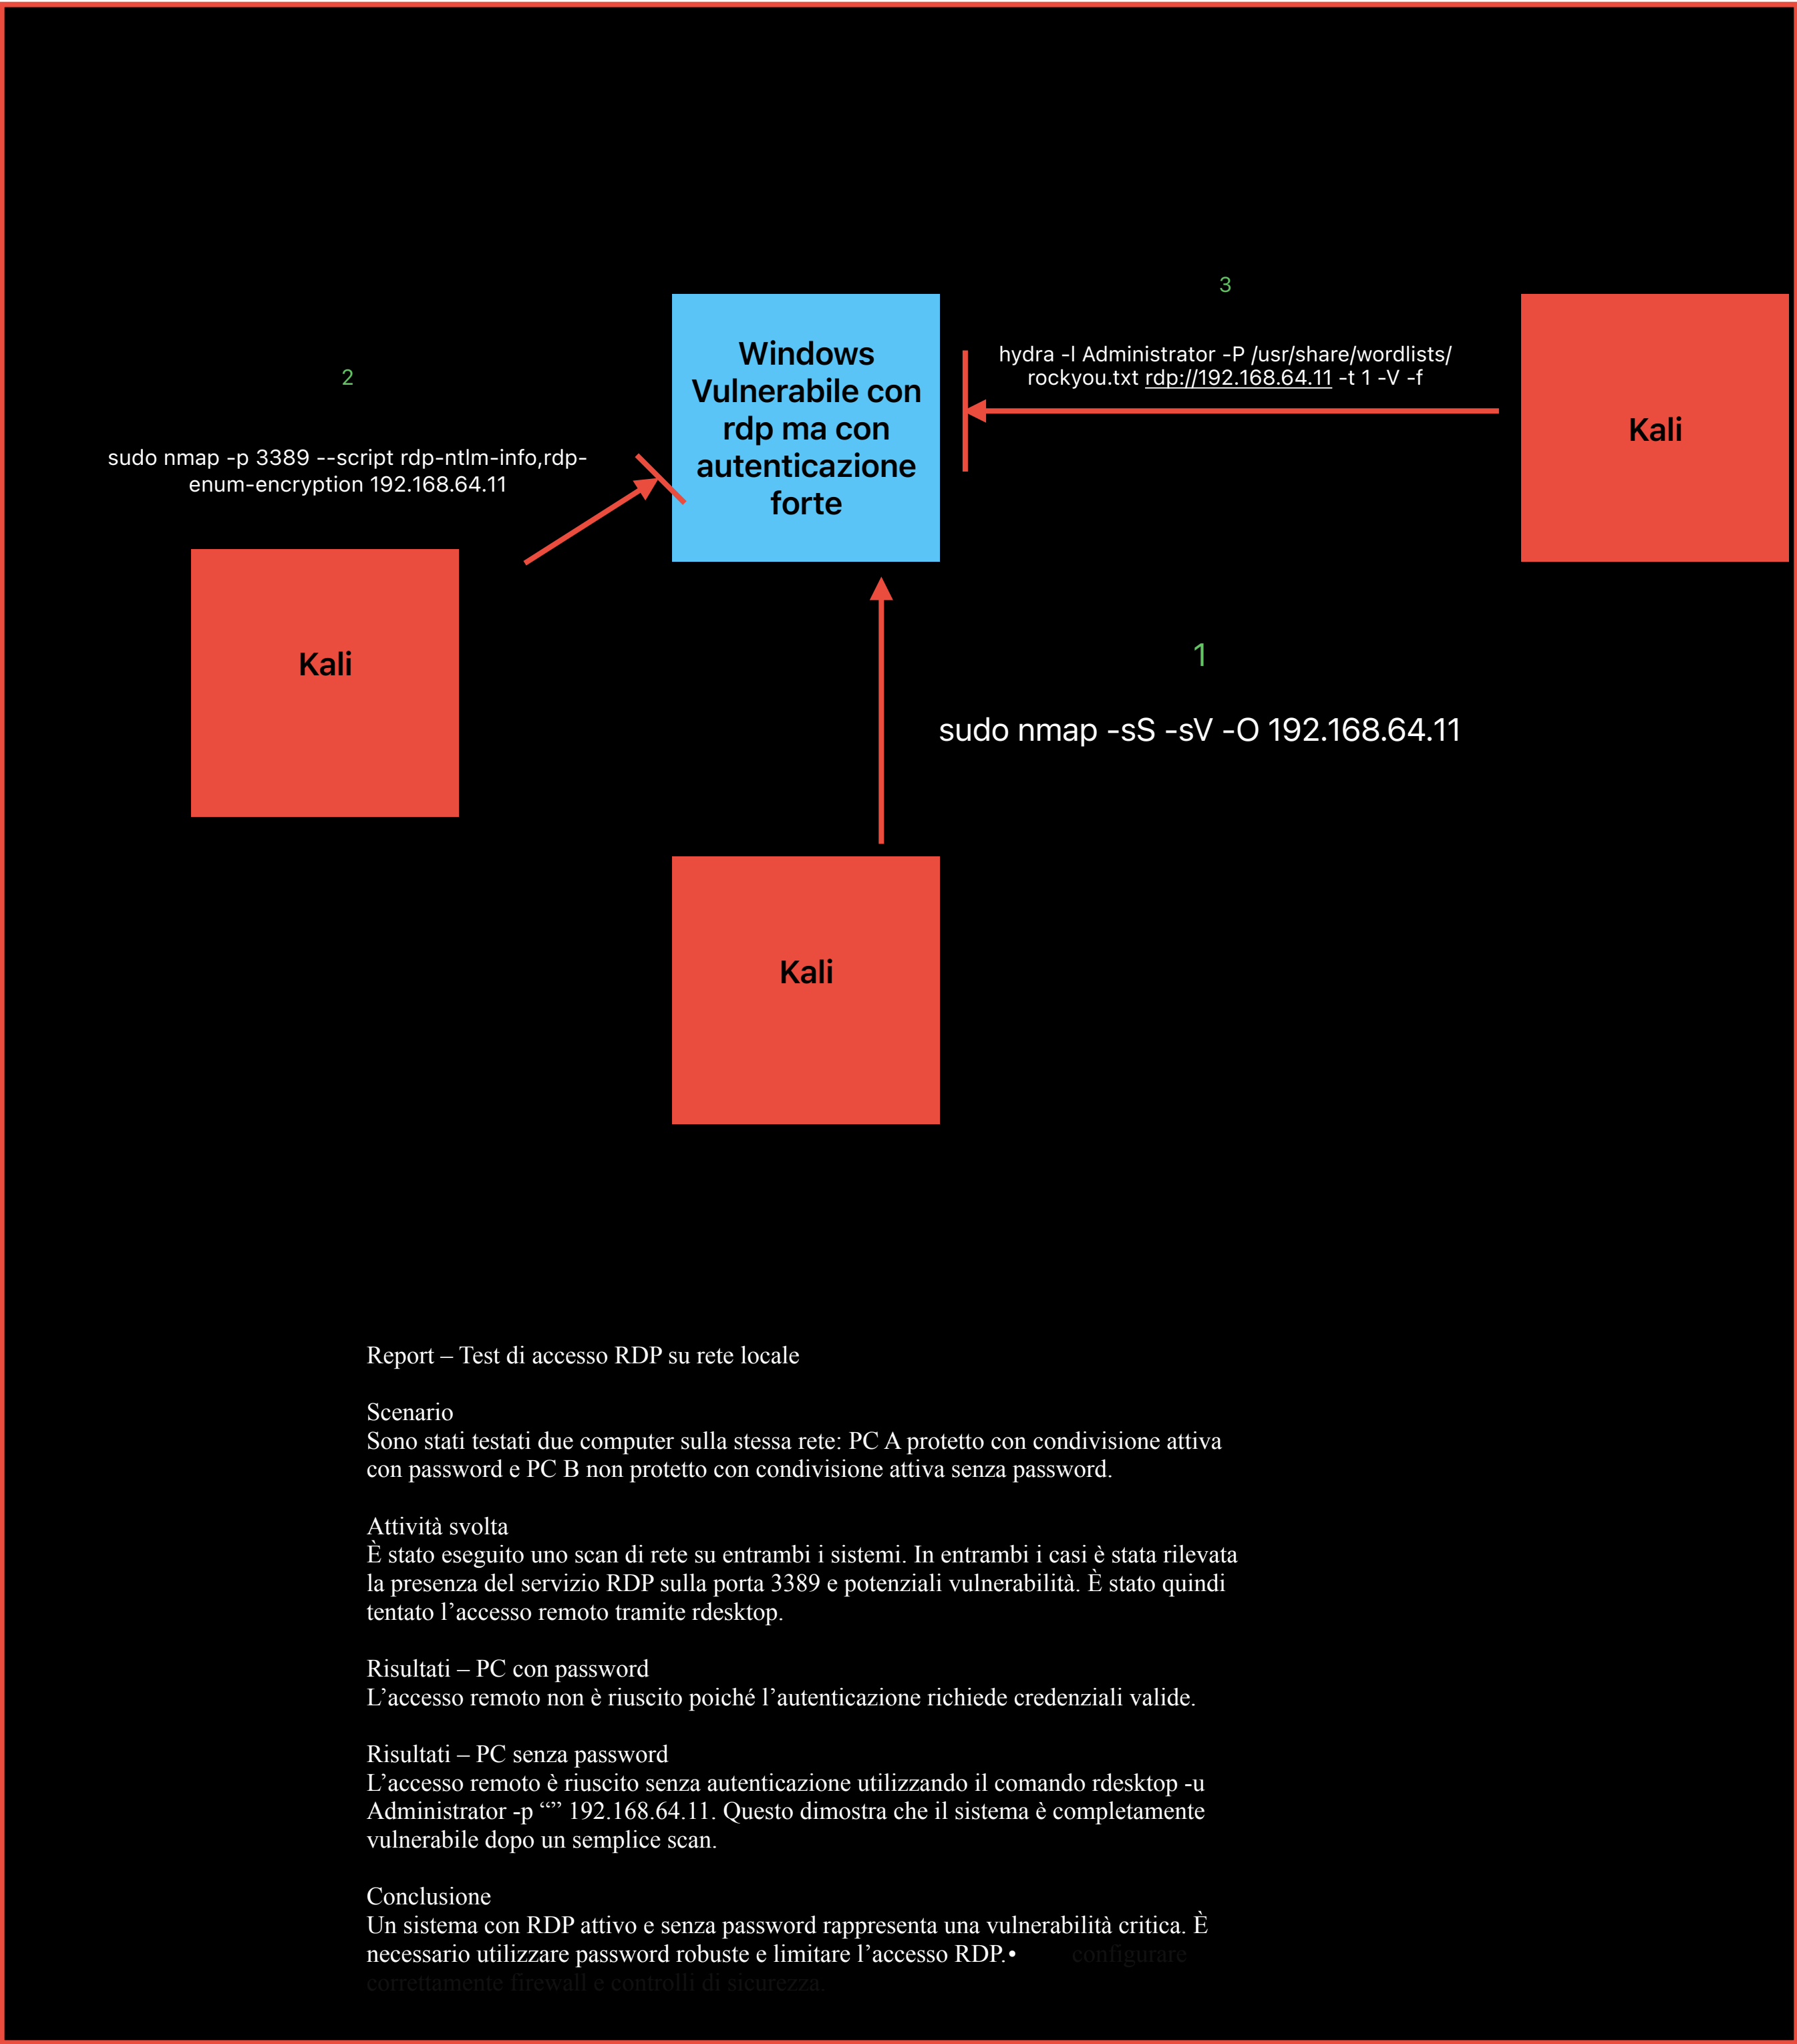 3
Windows
Vulnerabile con
rdp ma con
autenticazione
forte
hydra -l Administrator -P /usr/share/wordlists/
rockyou.txt rdp://192.168.64.11 -t 1 -V -f
Kali
2
sudo nmap -p 3389 --script rdp-ntlm-info,rdp-
enum-encryption 192.168.64.11
Kali
1
sudo nmap -sS -sV -O 192.168.64.11
Kali
Report – Test di accesso RDP su rete locale
Scenario
Sono stati testati due computer sulla stessa rete: PC A protetto con condivisione attiva
con password e PC B non protetto con condivisione attiva senza password.
Attività svolta
È stato eseguito uno scan di rete su entrambi i sistemi. In entrambi i casi è stata rilevata
la presenza del servizio RDP sulla porta 3389 e potenziali vulnerabilità. È stato quindi
tentato l’accesso remoto tramite rdesktop.
Risultati – PC con password
L’accesso remoto non è riuscito poiché l’autenticazione richiede credenziali valide.
Risultati – PC senza password
L’accesso remoto è riuscito senza autenticazione utilizzando il comando rdesktop -u
Administrator -p “” 192.168.64.11. Questo dimostra che il sistema è completamente
vulnerabile dopo un semplice scan.
Conclusione
Un sistema con RDP attivo e senza password rappresenta una vulnerabilità critica. È
necessario utilizzare password robuste e limitare l’accesso RDP.• configurare
correttamente firewall e controlli di sicurezza.